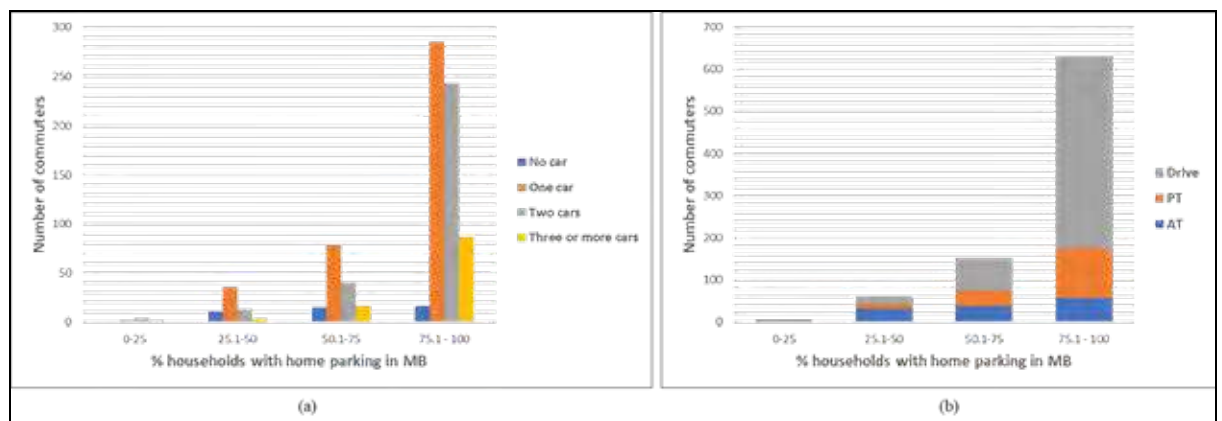 300
250
200
150
100
50
0
Number of commuters
0-25
25.1-50
50.1-75
75.1 - 100
% households with home parking in MB
No car
One car
Two cars
Three or more cars
(a)
700
600
500
400
300
200
100
0
Number of commuters
0-25
25.1-50
50.1-75
75.1 - 100
% households with home parking in MB
Drive
PT
AT
(b)